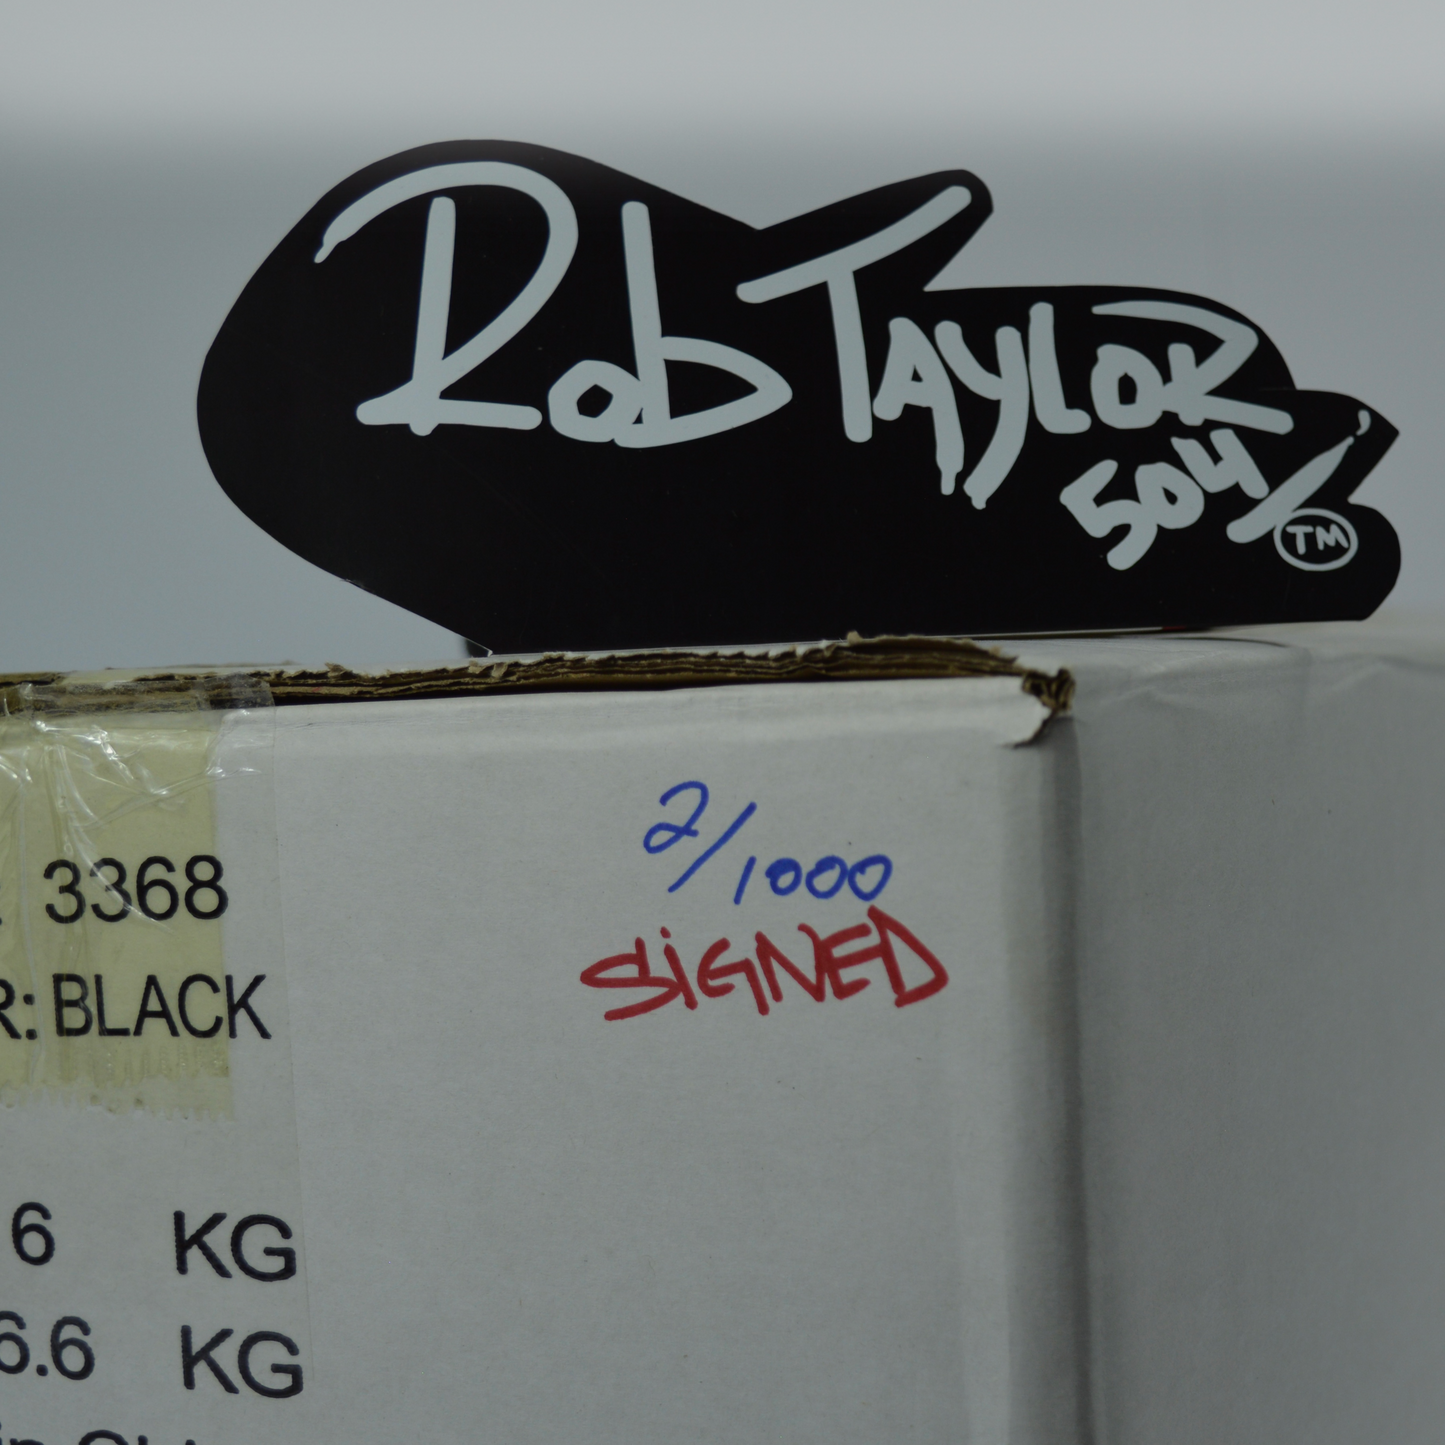 Rob Taylor
504/
TM
2/1000
SIGNED
3368
R: BLACK
6 KG
6.6 KG